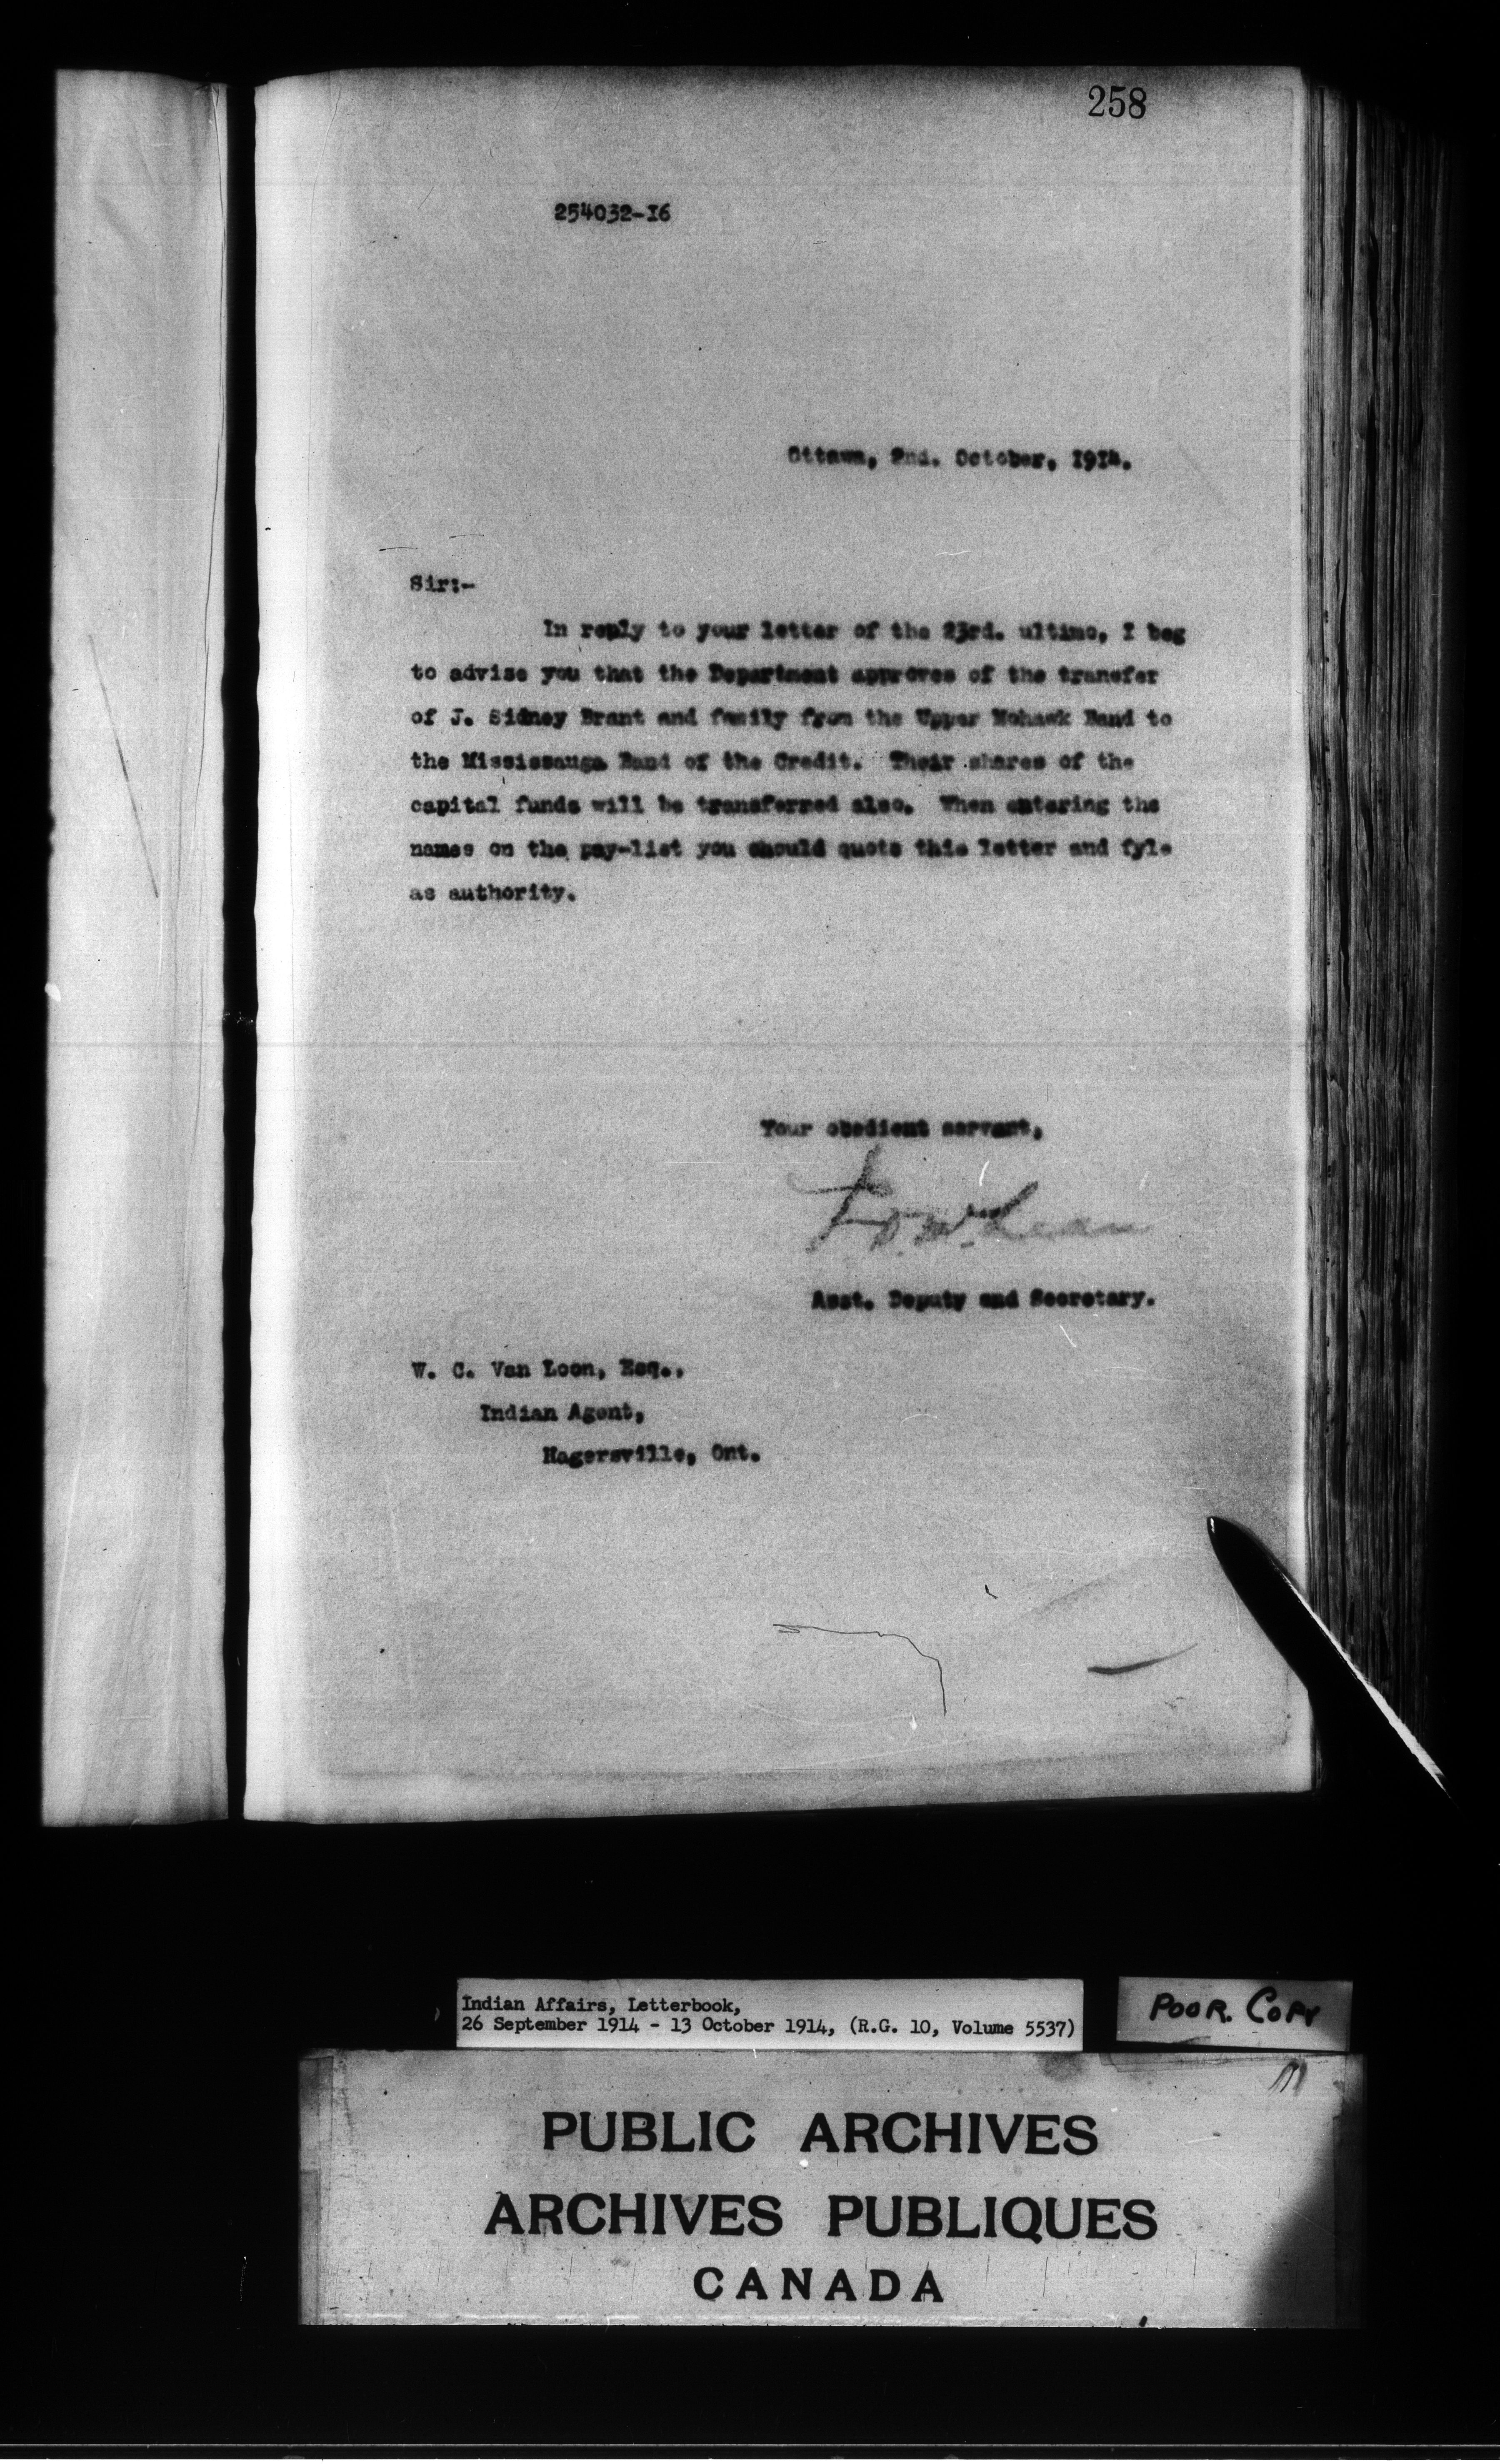 258
254032-16
Ottawa, 2nd. October, 1914.
Sir:-
In reply to your letter of the 23rd. ultimo, I beg
to advise you that the Department approves of the transfer
of J. Sidney Brant and family from the Upper Mohawk Band to
the Mississauga Band of the Credit. Their shares of the
capital funds will be transferred also. When entering the
names on the pay-list you should quote this letter and fyle
as authority.
Your obedient servant,
J. D. McLean
Asst. Deputy and Secretary.
W. C. Van Loon, Esq.,
Indian Agent,
Hagersville, Ont.
Indian Affairs, Letterbook,
26 September 1914 - 13 October 1914, (R.G. 10, Volume 5537)
POOR COPY
PUBLIC ARCHIVES
ARCHIVES PUBLIQUES
CANADA